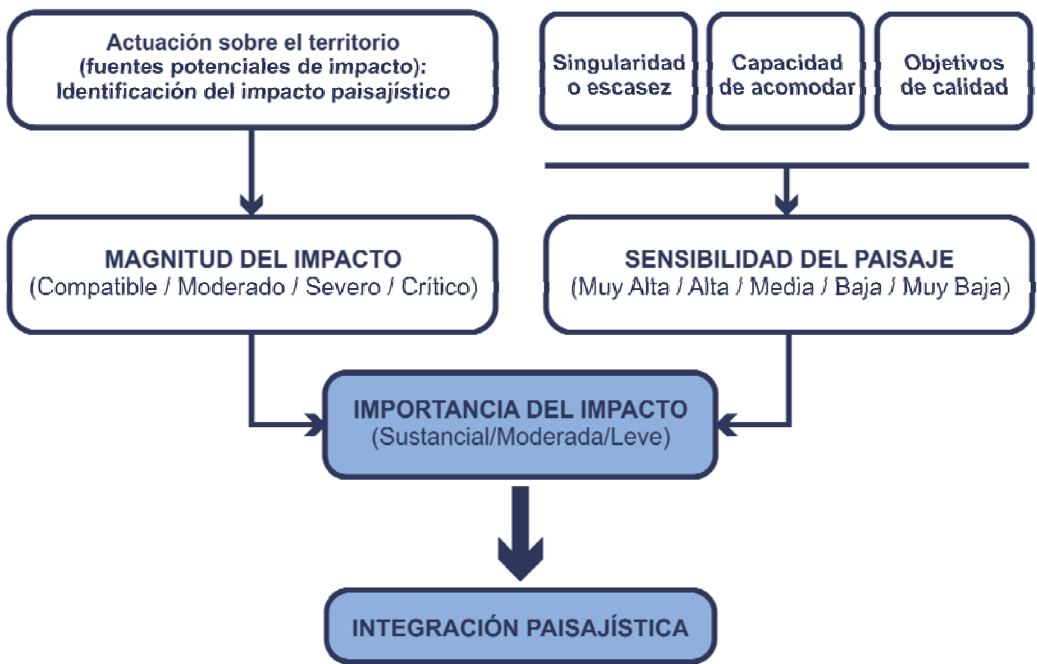 Actuación sobre el territorio
(fuentes potenciales de impacto):
Identificación del impacto paisajístico
Singularidad
o escasez
Capacidad
de acomodar
Objetivos
de calidad
MAGNITUD DEL IMPACTO
(Compatible / Moderado / Severo / Crítico)
SENSIBILIDAD DEL PAISAJE
(Muy Alta / Alta / Media / Baja / Muy Baja)
IMPORTANCIA DEL IMPACTO
(Sustancial/Moderada/Leve)
INTEGRACIÓN PAISAJÍSTICA